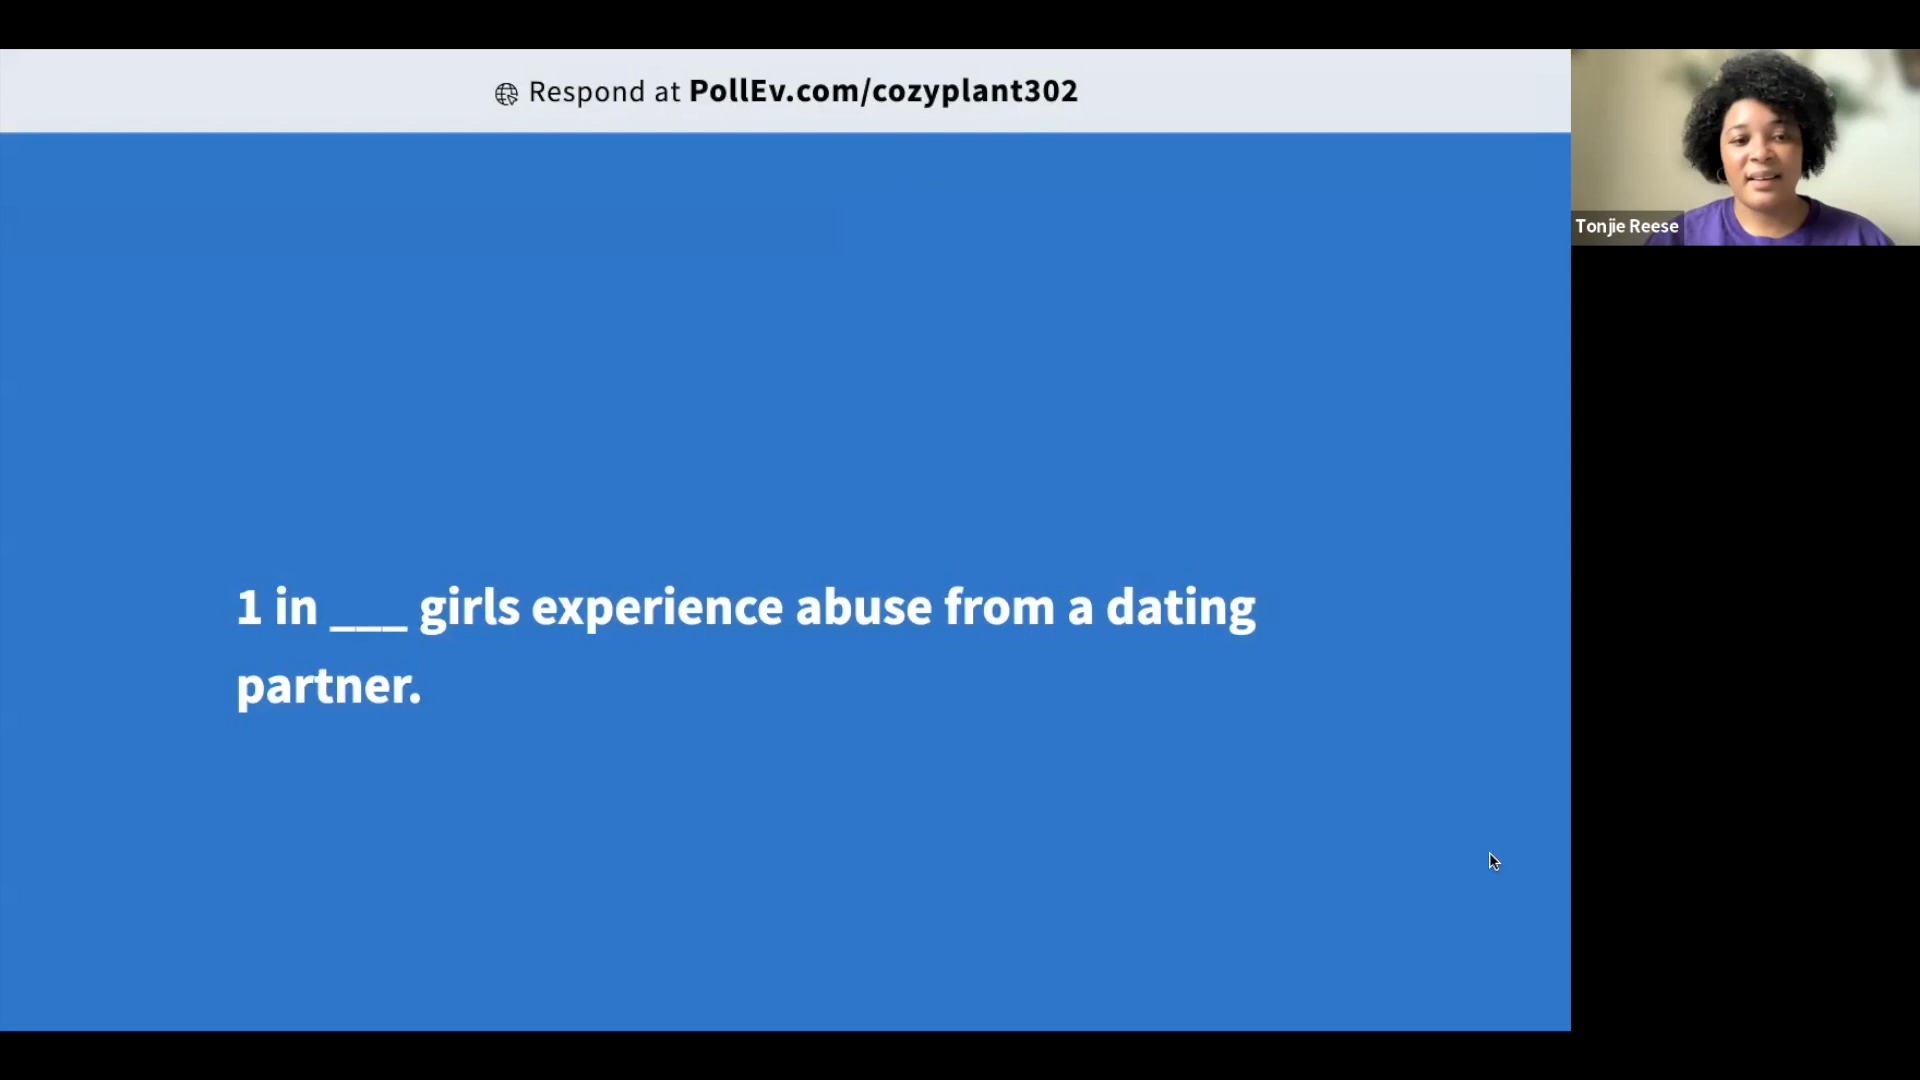 Respond at PollEv.com/cozyplant302
Tonjie Reese
1 in ___ girls experience abuse from a dating
partner.